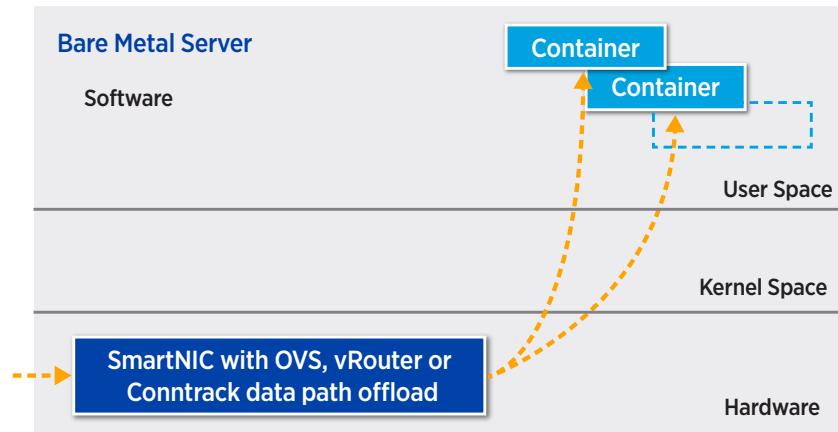 Bare Metal Server
Container
Software
Container
User Space
Kernel Space
SmartNIC with OVS, vRouter or
Conntrack data path offload
Hardware